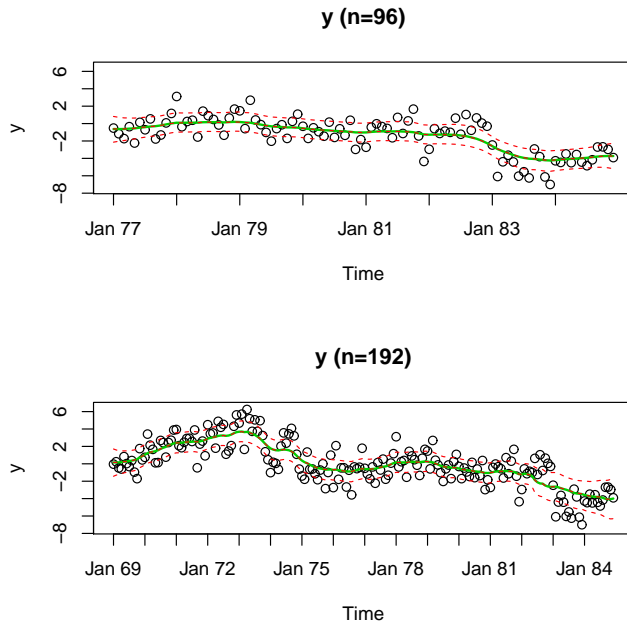 y (n=96)
y
6
2
-2
-8
Jan 77 Jan 79 Jan 81 Jan 83
Time
y (n=192)
y
6
2
-2
-8
Jan 69 Jan 72 Jan 75 Jan 78 Jan 81 Jan 84
Time